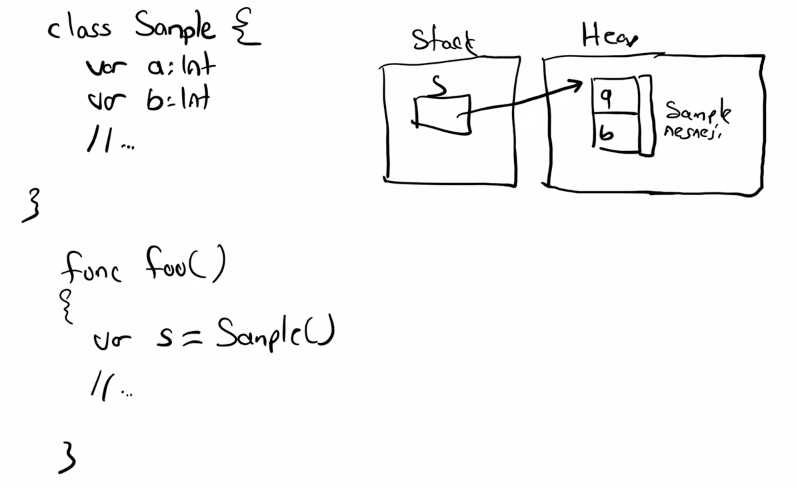 class Sample {
var a: Int
var b: Int
//...
}
func foo()
{
var s = Sample()
//...
}
Stack
s
Heap
a
b
Sample
nesnesi